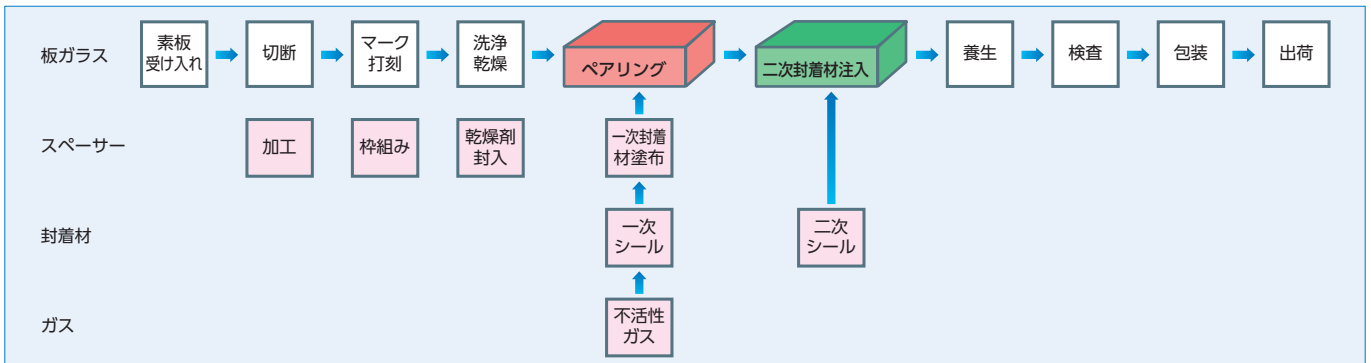 板ガラス
素板
受け入れ
切断
マーク
打刻
洗浄
乾燥
ペアリング
二次封着材注入
養生
検査
包装
出荷
スペーサー
加工
枠組み
乾燥剤
封入
一次封着
材塗布
封着材
一次
シール
二次
シール
ガス
不活性
ガス